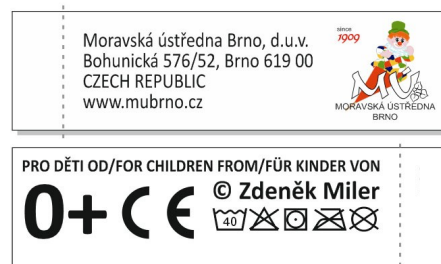 Moravská ústředna Brno, d.u.v.
Bohunická 576/52, Brno 619 00
CZECH REPUBLIC
www.mubrno.cz
since
1909
MU
MORAVSKÁ ÚSTŘEDNA
BRNO
PRO DĚTI OD/FOR CHILDREN FROM/FÜR KINDER VON
0+ CE
© Zdeněk Miler
40